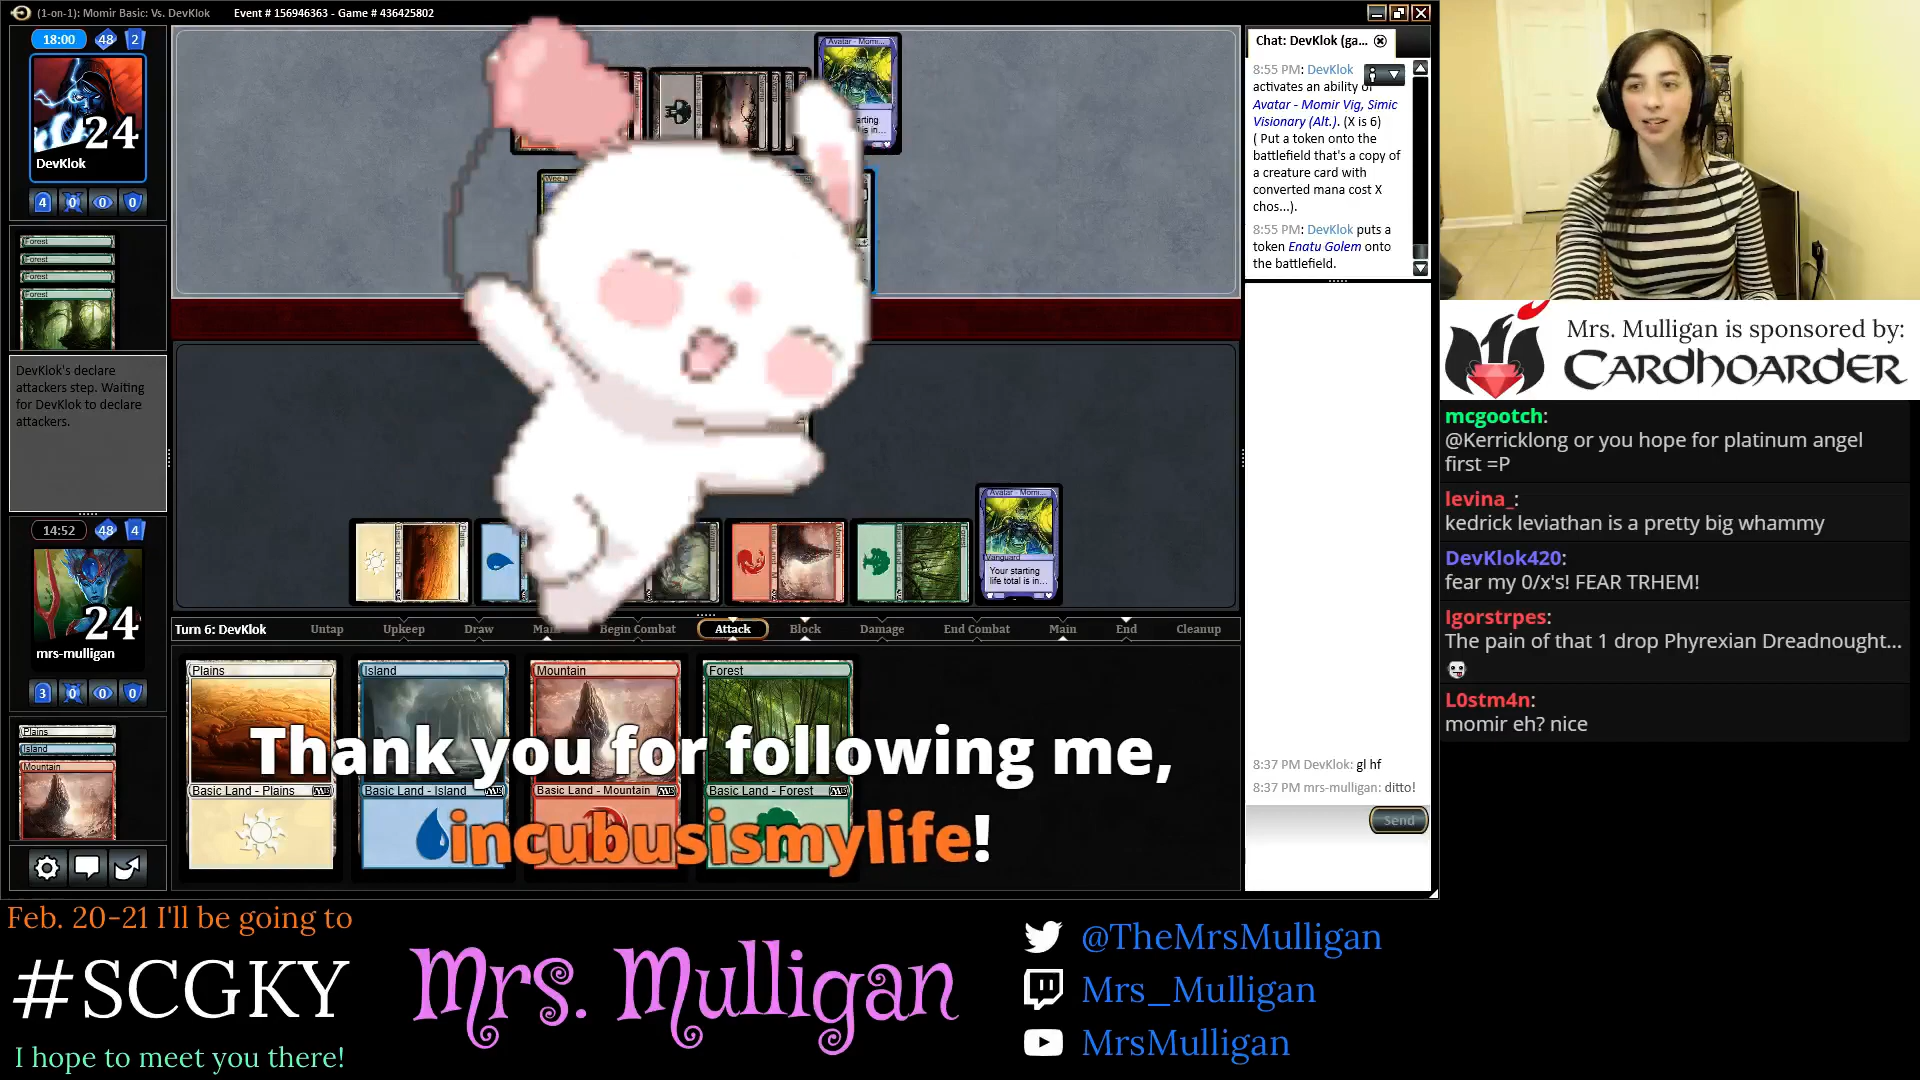 (1-on-1): Momir Basic: Vs. DevKlok
Event # 156946363 - Game # 436425802
18:00
48
2
24
DevKlok
4
0
0
0
Forest
Forest
Forest
Forest
DevKlok's declare
attackers step. Waiting
for DevKlok to declare
attackers.
14:52
48
4
24
mrs-mulligan
3
0
0
0
Plains
Island
Mountain
Avatar - Momi...
Avatar - Momi...
Vanguard
Your starting
life total is in...
Turn 6: DevKlok
Untap
Upkeep
Draw
Main
Begin Combat
Attack
Block
Damage
End Combat
Main
End
Cleanup
Plains
Island
Mountain
Forest
Basic Land - Plains
Basic Land - Island
Basic Land - Mountain
Basic Land - Forest
Thank you for following me,
incubusismylife!
Chat: DevKlok (ga...
8:55 PM: DevKlok
activates an ability of
Avatar - Momir Vig, Simic
Visionary (Alt.). (X is 6)
( Put a token onto the
battlefield that's a copy of
a creature card with
converted mana cost X
chos...).
8:55 PM: DevKlok puts a
token Enatu Golem onto
the battlefield.
8:37 PM DevKlok: gl hf
8:37 PM mrs-mulligan: ditto!
Send
Mrs. Mulligan is sponsored by:
CARDHOARDER
mcgootch:
@Kerricklong or you hope for platinum angel
first =P
levina_:
kedrick leviathan is a pretty big whammy
DevKlok420:
fear my 0/x's! FEAR TRHEM!
lgorstrpes:
The pain of that 1 drop Phyrexian Dreadnought...
L0stm4n:
momir eh? nice
Feb. 20-21 I'll be going to
#SCGKY
I hope to meet you there!
Mrs. Mulligan
@TheMrsMulligan
Mrs_Mulligan
MrsMulligan